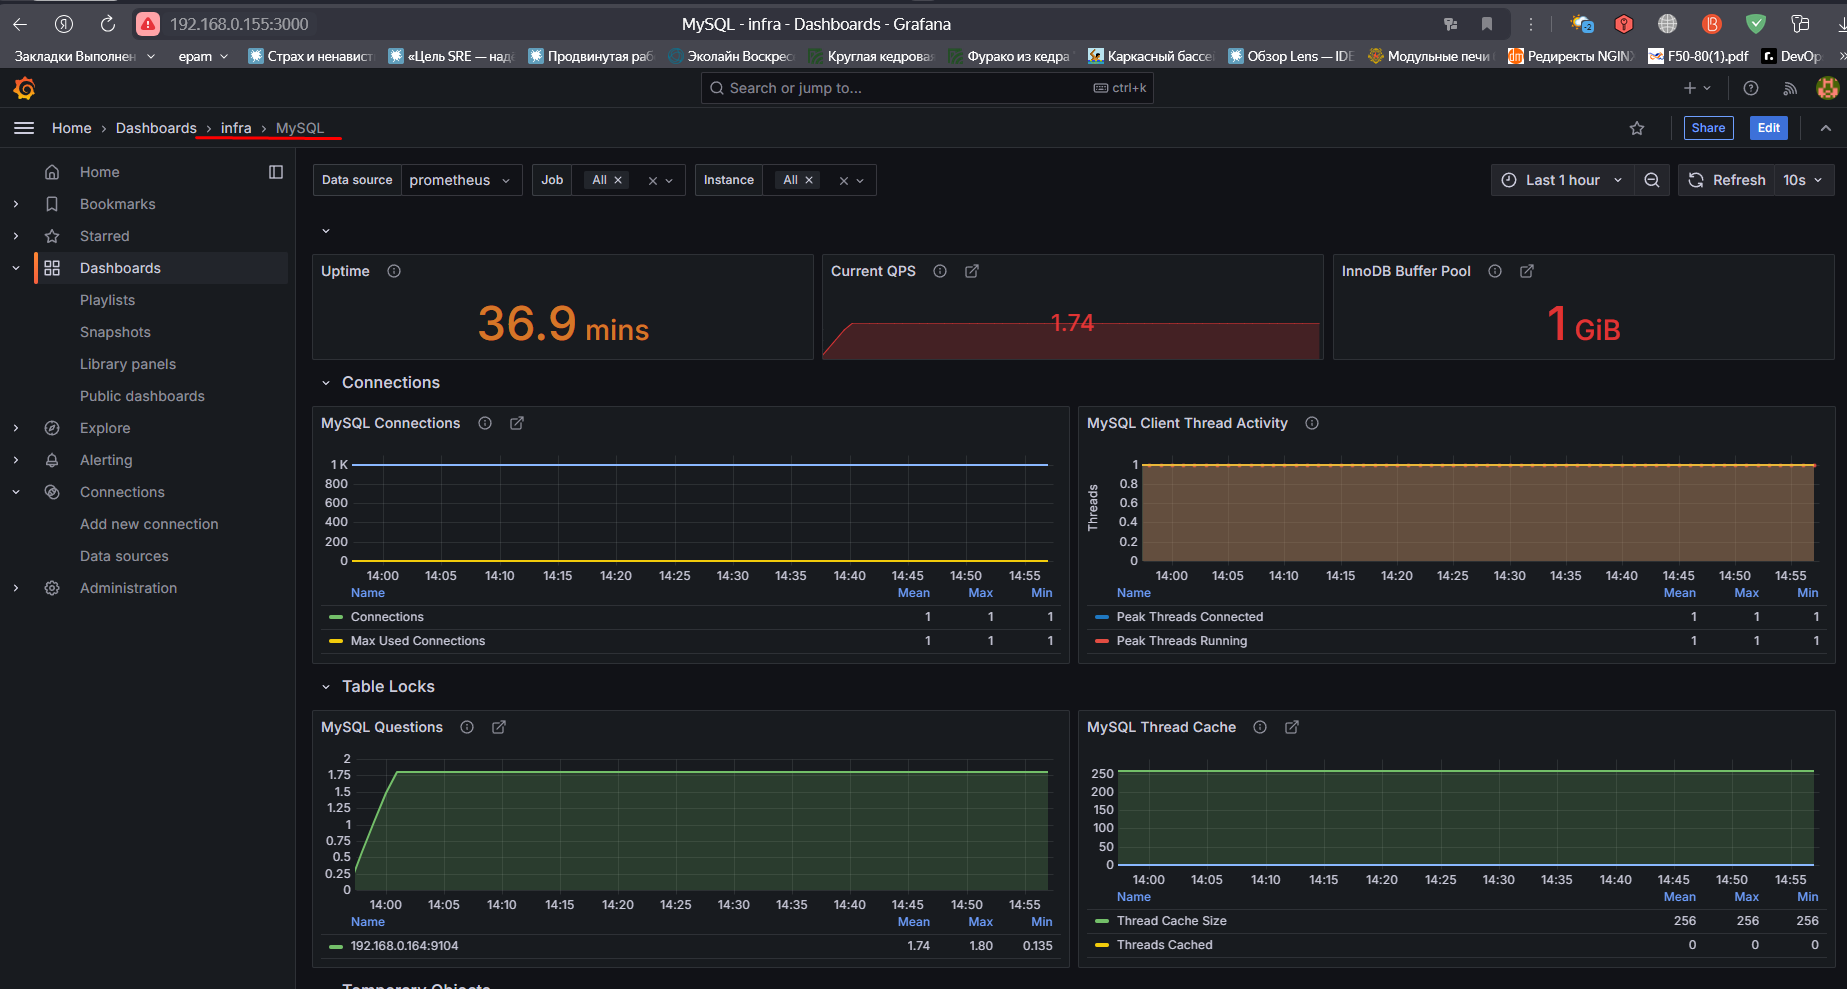 192.168.0.155:3000 MySQL - infra - Dashboards - Grafana
Закладки Выполнен epam Страх и ненавист «Цель SRE — над Продвинутая раб Эколайн Воскрес Круглая кедрова Фурако из кедра Каркасный бассе Обзор Lens — IDE Модульные печи Редиректы NGIN F50-80(1).pdf DevOp
Search or jump to... ctrl+k
Home › Dashboards › infra › MySQL Share Edit
Home
Bookmarks
Starred
Dashboards
Playlists
Snapshots
Library panels
Public dashboards
Explore
Alerting
Connections
Add new connection
Data sources
Administration
Data source prometheus Job All Instance All Last 1 hour Refresh 10s
Uptime
36.9 mins
Current QPS
1.74
InnoDB Buffer Pool
1 GiB
Connections
MySQL Connections
1 K
800
600
400
200
0
14:00 14:05 14:10 14:15 14:20 14:25 14:30 14:35 14:40 14:45 14:50 14:55
Name Mean Max Min
Connections 1 1 1
Max Used Connections 1 1 1
MySQL Client Thread Activity
Threads
1
0.8
0.6
0.4
0.2
0
14:00 14:05 14:10 14:15 14:20 14:25 14:30 14:35 14:40 14:45 14:50 14:55
Name Mean Max Min
Peak Threads Connected 1 1 1
Peak Threads Running 1 1 1
Table Locks
MySQL Questions
2
1.75
1.5
1.25
1
0.75
0.5
0.25
0
14:00 14:05 14:10 14:15 14:20 14:25 14:30 14:35 14:40 14:45 14:50 14:55
Name Mean Max Min
192.168.0.164:9104 1.74 1.80 0.135
MySQL Thread Cache
250
200
150
100
50
0
14:00 14:05 14:10 14:15 14:20 14:25 14:30 14:35 14:40 14:45 14:50 14:55
Name Mean Max Min
Thread Cache Size 256 256 256
Threads Cached 0 0 0
Temporary Objects